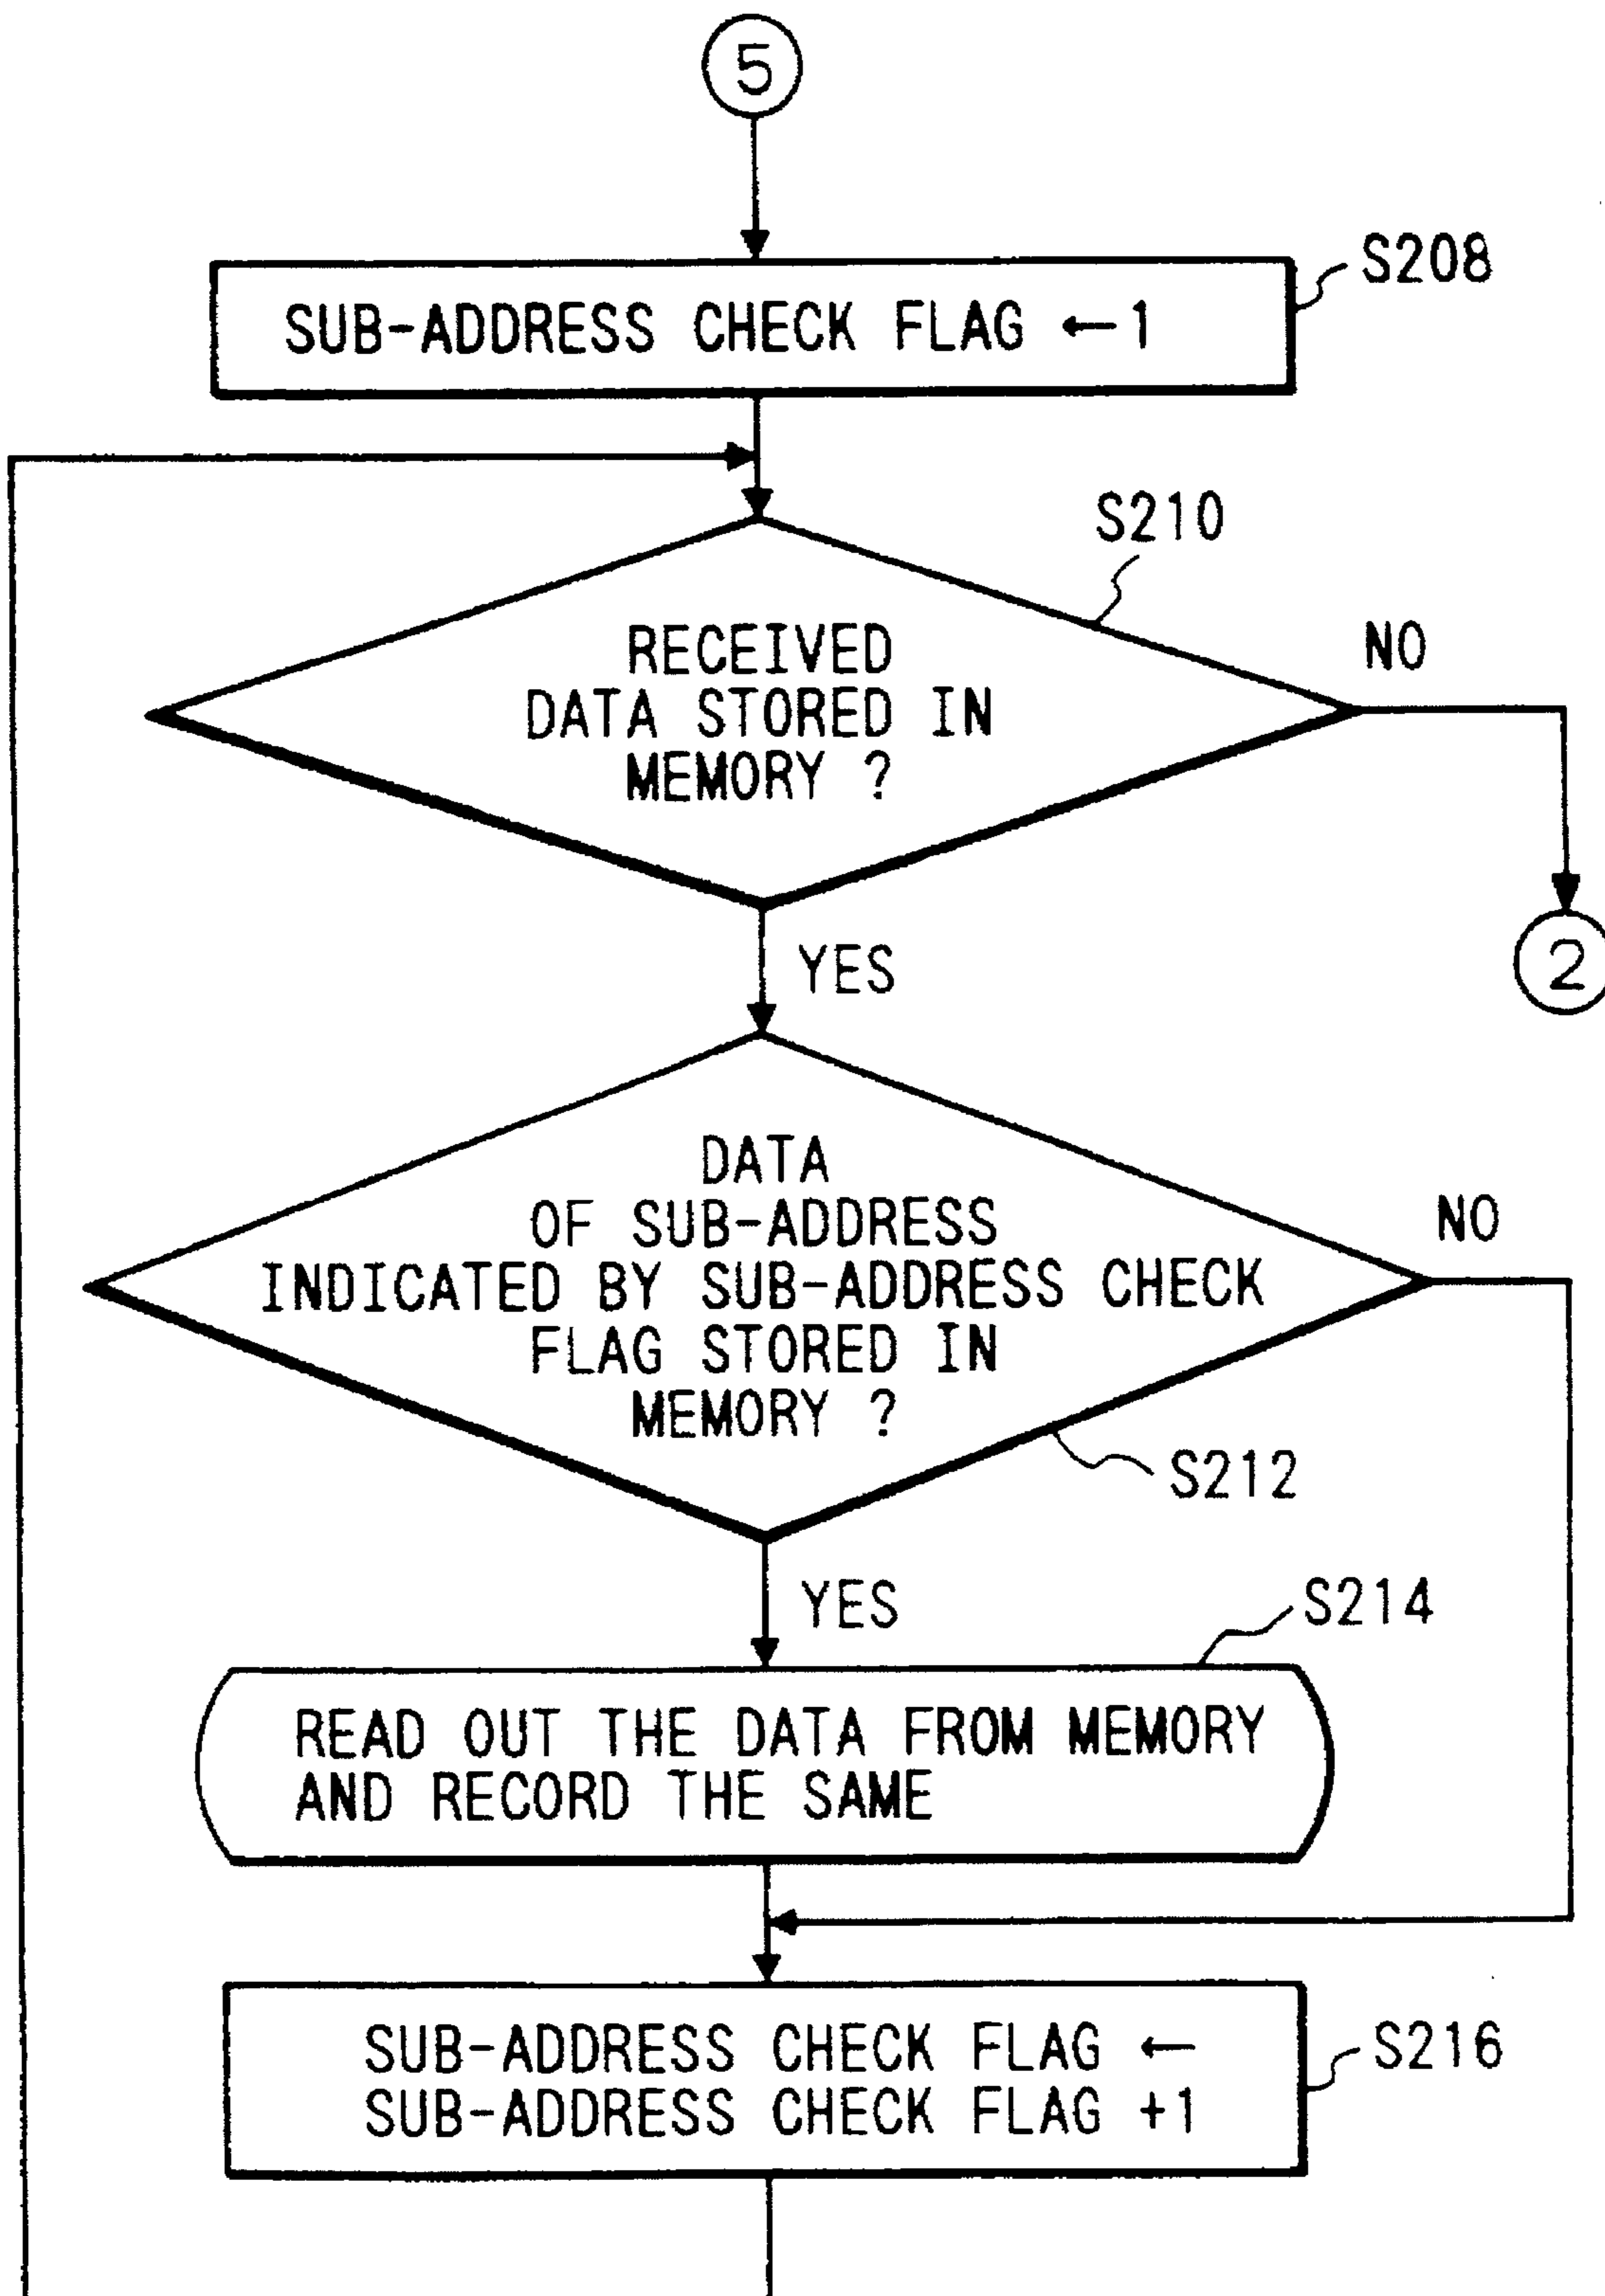 5
SUB-ADDRESS CHECK FLAG ←1
S208
S210
RECEIVED
DATA STORED IN
MEMORY ?
NO
YES
2
DATA
OF SUB-ADDRESS
INDICATED BY SUB-ADDRESS CHECK
FLAG STORED IN
MEMORY ?
NO
S212
YES
S214
READ OUT THE DATA FROM MEMORY
AND RECORD THE SAME
SUB-ADDRESS CHECK FLAG ←
SUB-ADDRESS CHECK FLAG +1
S216